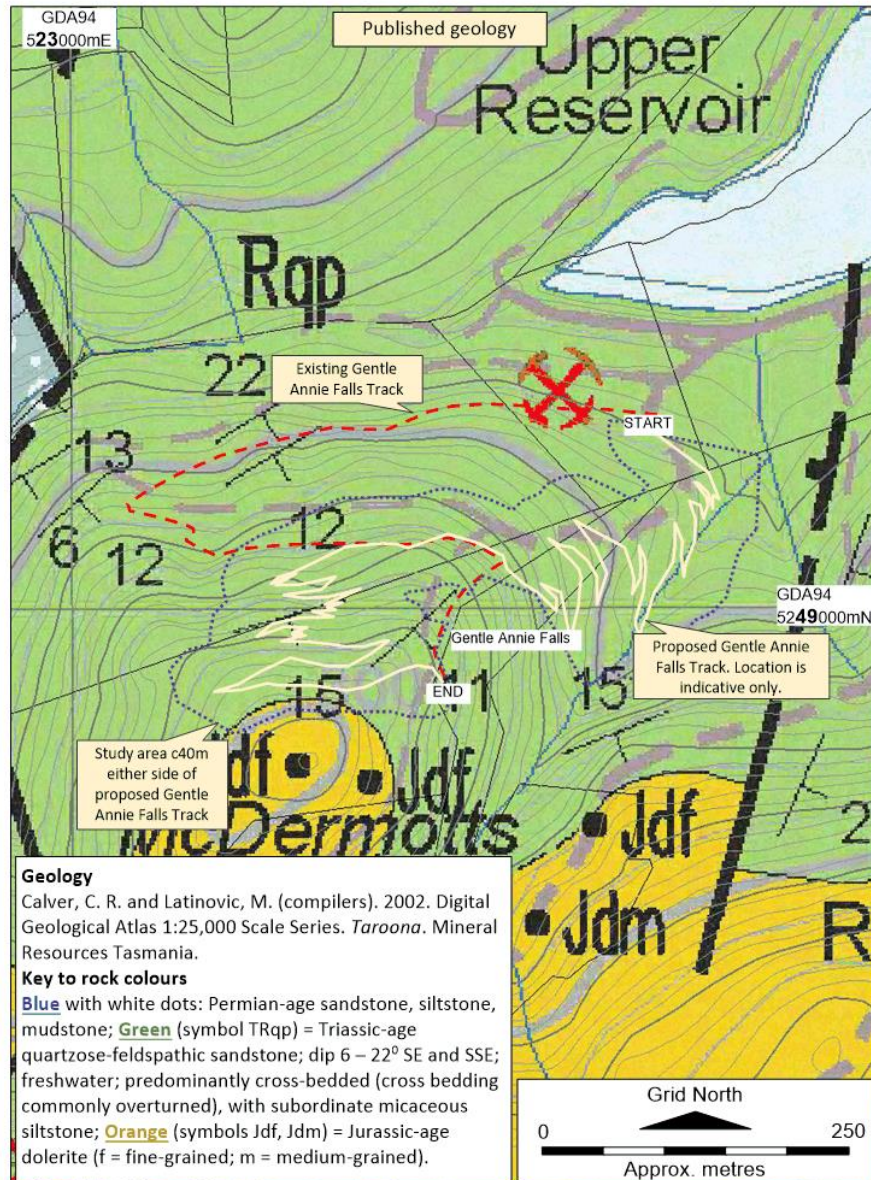 GDA94
523000mE
Published geology
Upper
Reservoir
Rqp
22
Existing Gentle
Annie Falls Track
START
13
6
12
12
GDA94
5249000mN
Gentle Annie Falls
Proposed Gentle Annie
Falls Track. Location is
indicative only.
END
15
11
15
Study area c40m
either side of
proposed Gentle
Annie Falls Track
df
Jdf
McDermotts
Jdf
2
Jdm
R
Geology
Calver, C. R. and Latinovic, M. (compilers). 2002. Digital
Geological Atlas 1:25,000 Scale Series. Taroona. Mineral
Resources Tasmania.
Key to rock colours
Blue with white dots: Permian-age sandstone, siltstone,
mudstone; Green (symbol TRqp) = Triassic-age
quartzose-feldspathic sandstone; dip 6 – 22⁰ SE and SSE;
freshwater; predominantly cross-bedded (cross bedding
commonly overturned), with subordinate micaceous
siltstone; Orange (symbols Jdf, Jdm) = Jurassic-age
dolerite (f = fine-grained; m = medium-grained).
Grid North
0 250
Approx. metres